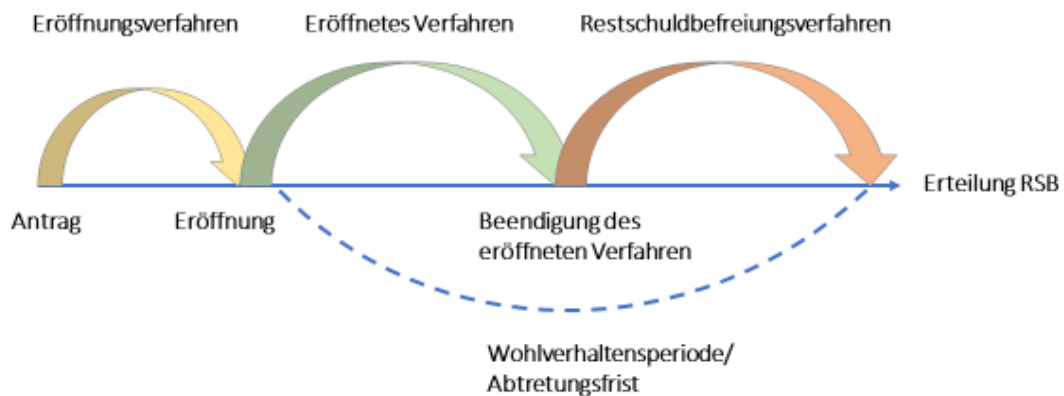 Eröffnungsverfahren
Eröffnetes Verfahren
Restschuldbefreiungsverfahren
Erteilung RSB
Antrag
Eröffnung
Beendigung des
eröffneten Verfahren
Wohlverhaltensperiode/
Abtretungsfrist